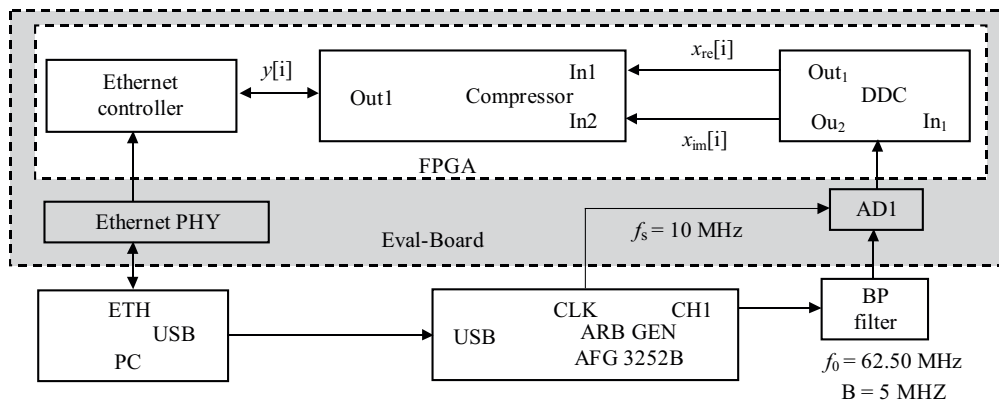 Ethernet
controller
y[i]
Out1
In1
Compressor
In2
x_re[i]
x_im[i]
Out₁
DDC
Ou₂
In₁
FPGA
Ethernet PHY
Eval-Board
f_s = 10 MHz
AD1
ETH
USB
PC
USB
CLK
CH1
ARB GEN
AFG 3252B
BP
filter
f₀ = 62.50 MHz
B = 5 MHZ